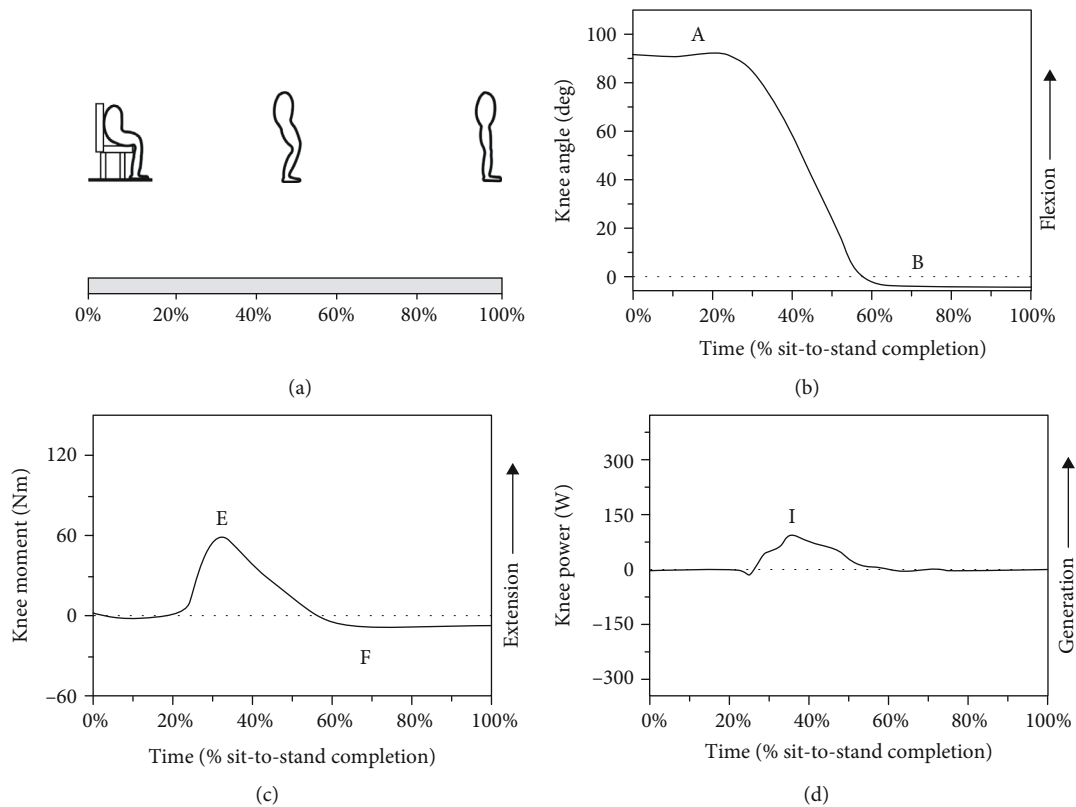 0% 20% 40% 60% 80% 100%
(a)
100
80
60
40
20
0
Knee angle (deg)
A
B
Flexion
0% 20% 40% 60% 80% 100%
Time (% sit-to-stand completion)
(b)
120
60
0
−60
Knee moment (Nm)
E
F
Extension
0% 20% 40% 60% 80% 100%
Time (% sit-to-stand completion)
(c)
300
150
0
−150
−300
Knee power (W)
I
Generation
0% 20% 40% 60% 80% 100%
Time (% sit-to-stand completion)
(d)